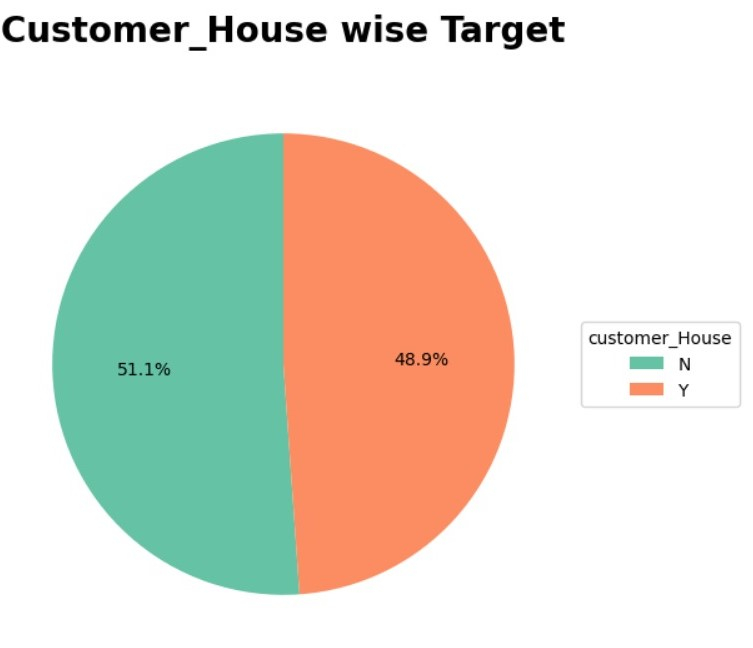 Customer_House wise Target
51.1%
48.9%
customer_House
N
Y